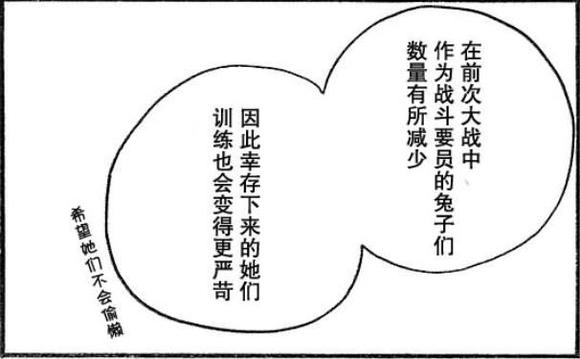 在前次大战中
作为战斗要员的兔子们
数量有所减少
因此幸存下来的她们
训练也会变得更严苛
希望她们不会偷懒